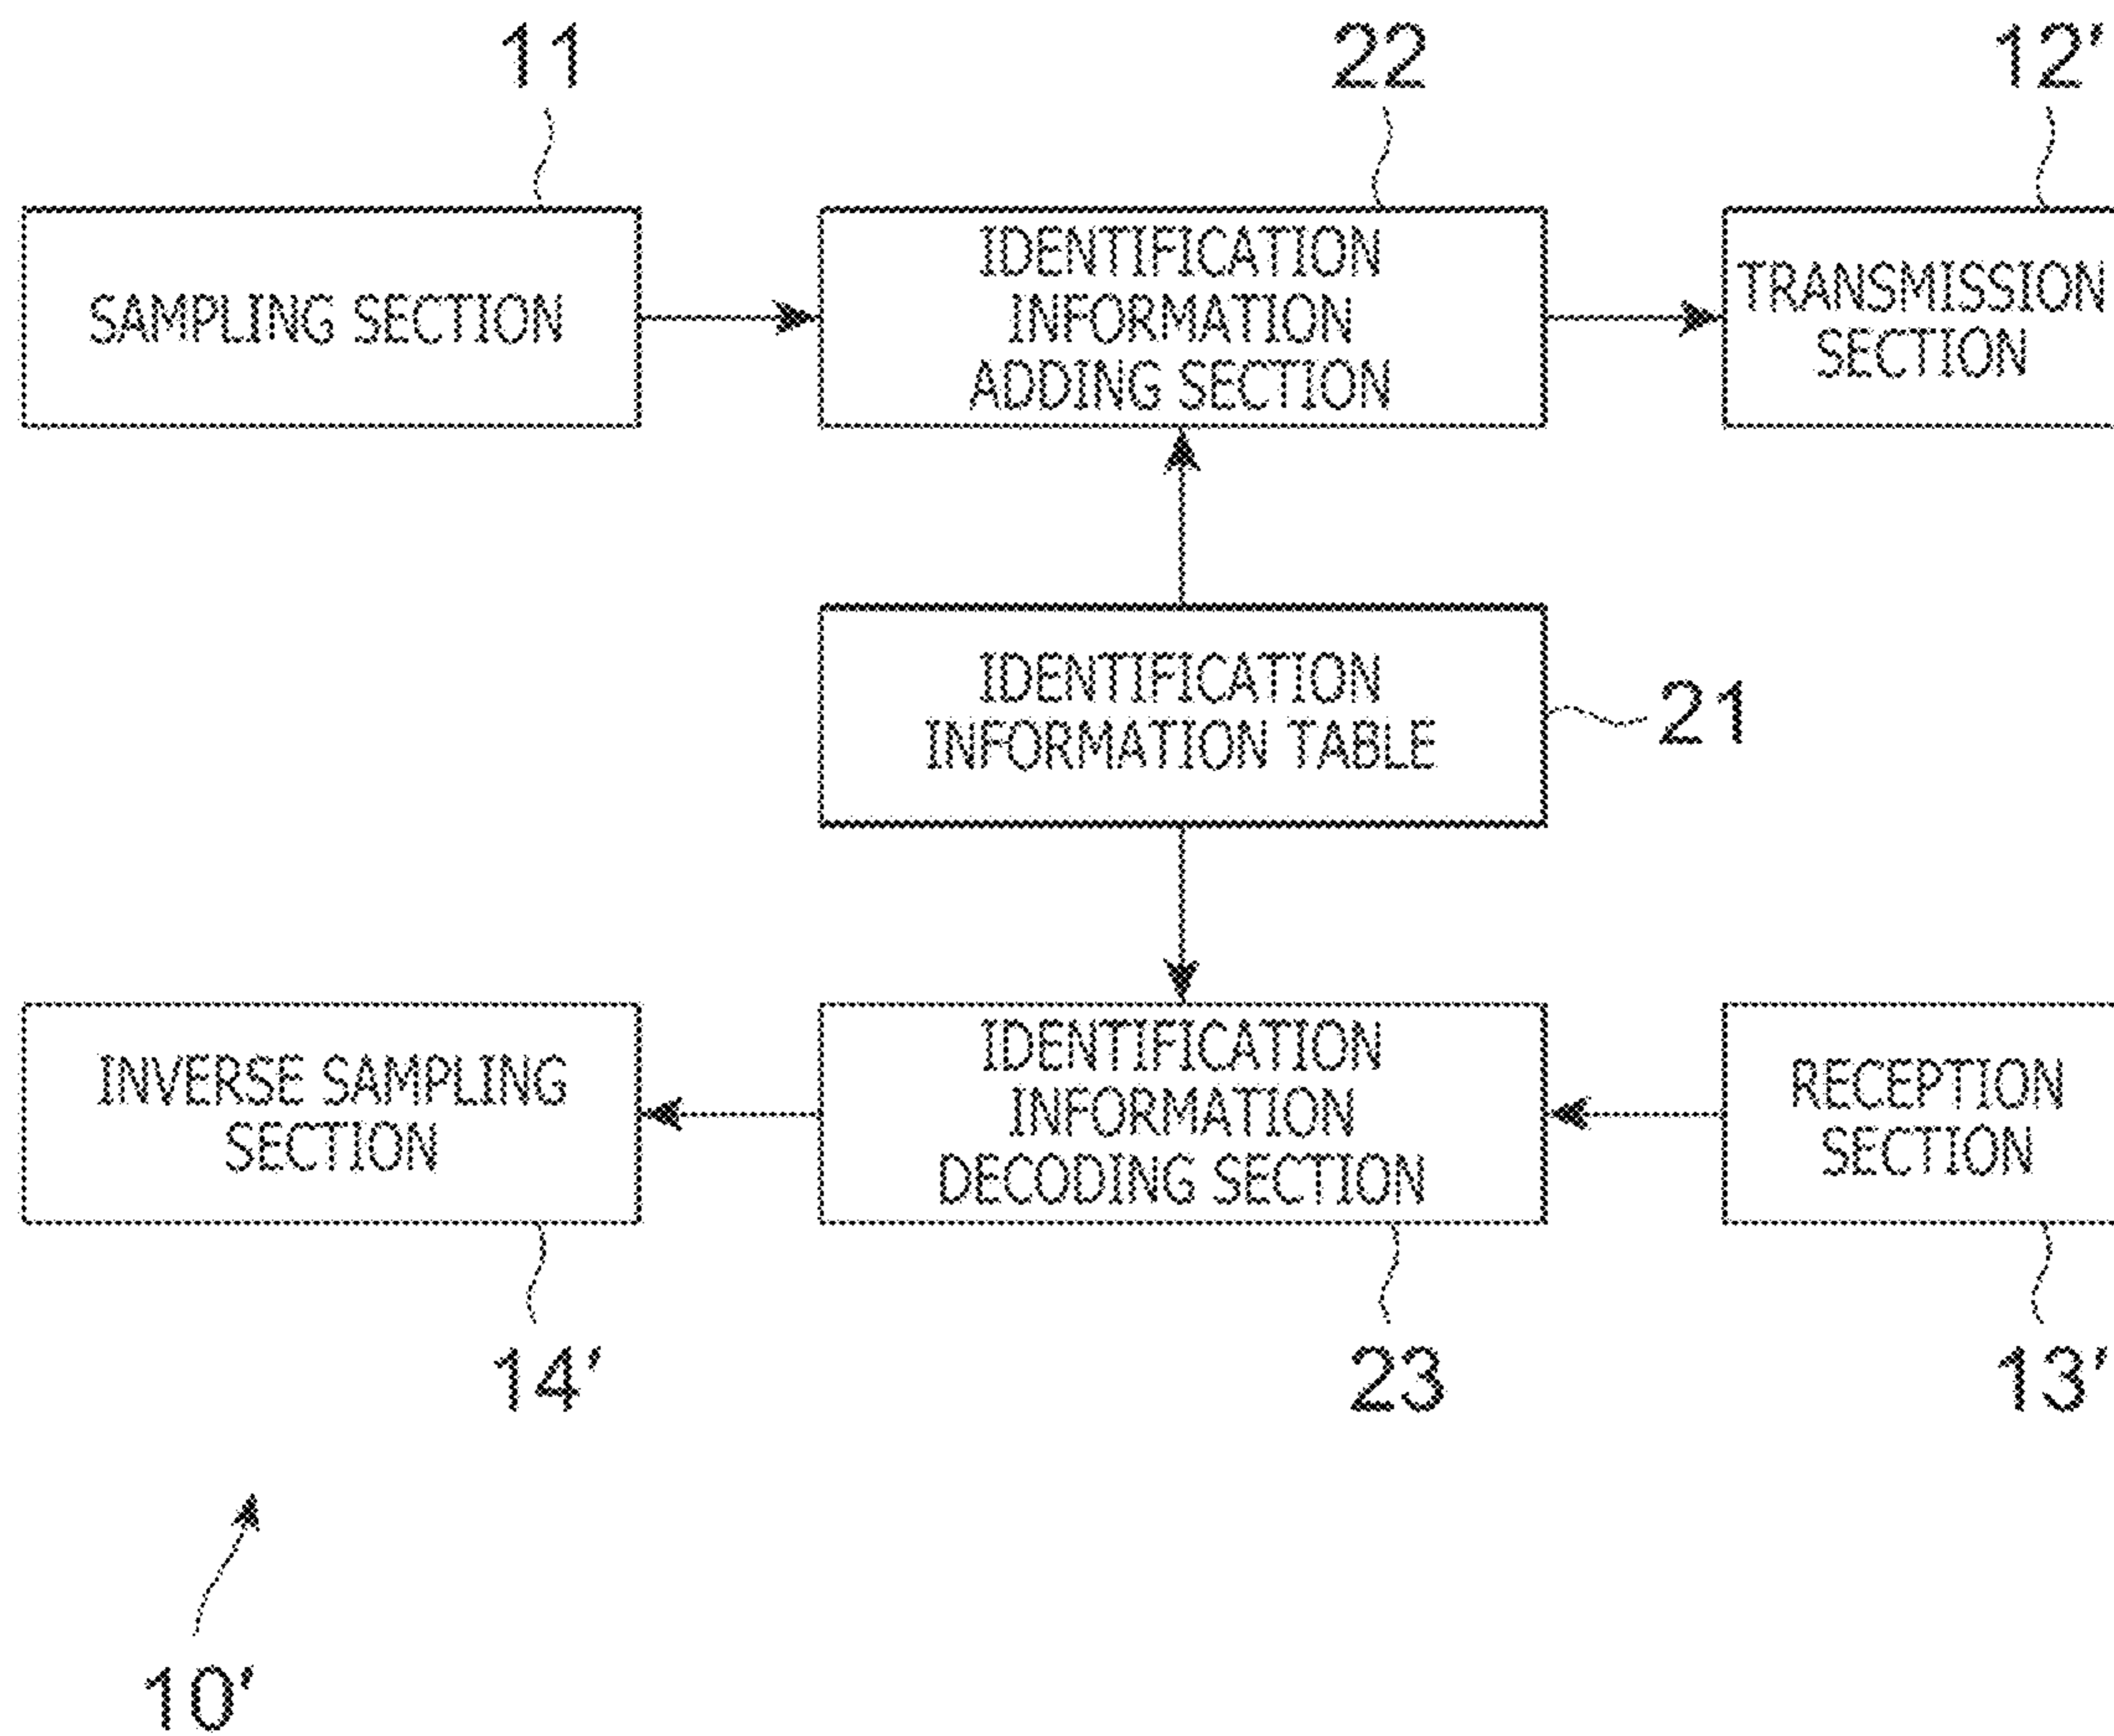 11
22
12'
SAMPLING SECTION
IDENTIFICATION
INFORMATION
ADDING SECTION
TRANSMISSION
SECTION
IDENTIFICATION
INFORMATION TABLE
21
INVERSE SAMPLING
SECTION
IDENTIFICATION
INFORMATION
DECODING SECTION
RECEPTION
SECTION
14'
23
13'
10'